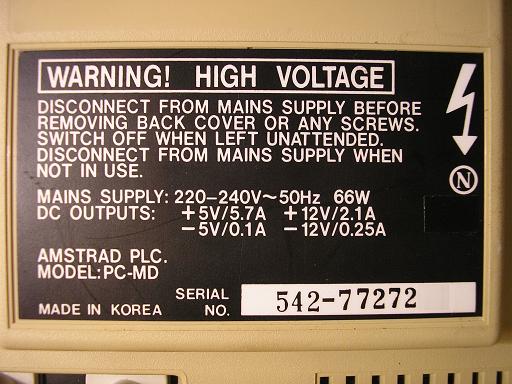 WARNING! HIGH VOLTAGE
DISCONNECT FROM MAINS SUPPLY BEFORE
REMOVING BACK COVER OR ANY SCREWS.
SWITCH OFF WHEN LEFT UNATTENDED.
DISCONNECT FROM MAINS SUPPLY WHEN
NOT IN USE.
N
MAINS SUPPLY: 220-240V~50Hz 66W
DC OUTPUTS: +5V/5.7A +12V/2.1A
-5V/0.1A -12V/0.25A
AMSTRAD PLC.
MODEL:PC-MD
MADE IN KOREA SERIAL NO. 542-77272